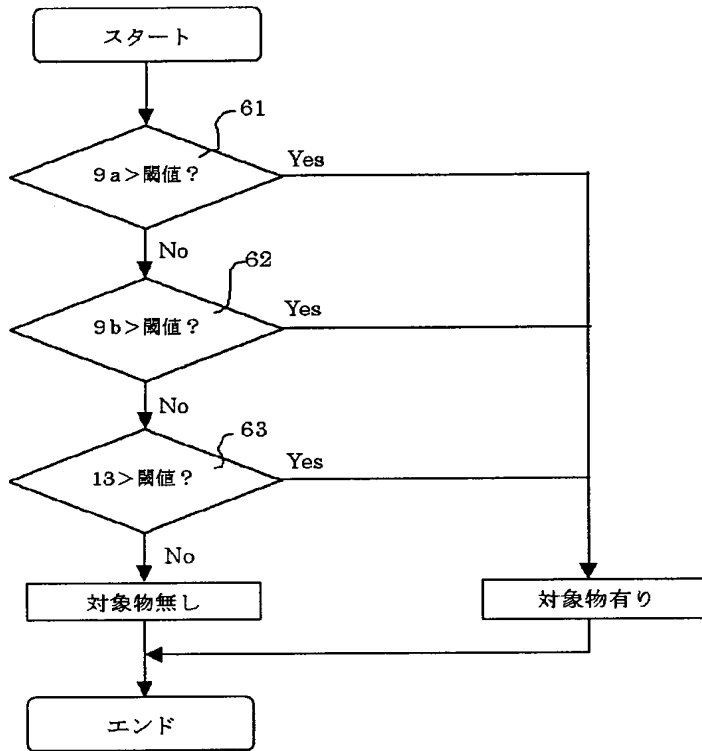 スタート
61
9a>閾値?
Yes
No
62
9b>閾値?
Yes
No
63
13>閾値?
Yes
No
対象物無し
対象物有り
エンド